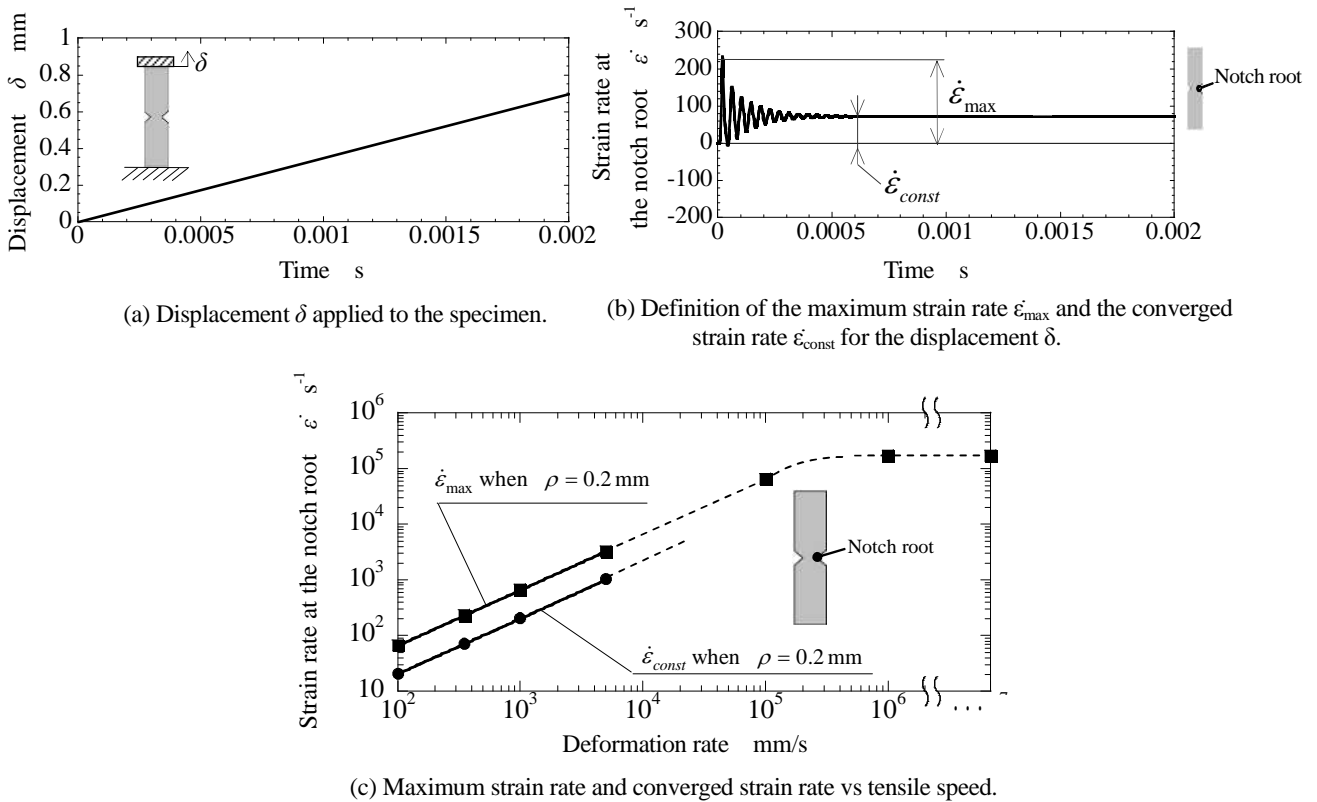 Displacement δ mm
1
0.8
0.6
0.4
0.2
0
δ
0 0.0005 0.001 0.0015 0.002
Time s
(a) Displacement δ applied to the specimen.
Strain rate at
the notch root ε̇ s⁻¹
300
200
100
0
-100
-200
ε̇max
ε̇const
Notch root
0 0.0005 0.001 0.0015 0.002
Time s
(b) Definition of the maximum strain rate ε̇max and the converged
strain rate ε̇const for the displacement δ.
Strain rate at the notch root ε̇ s⁻¹
10⁶
10⁵
10⁴
10³
10²
10
ε̇max when ρ = 0.2 mm
Notch root
ε̇const when ρ = 0.2 mm
10² 10³ 10⁴ 10⁵ 10⁶
Deformation rate mm/s
(c) Maximum strain rate and converged strain rate vs tensile speed.